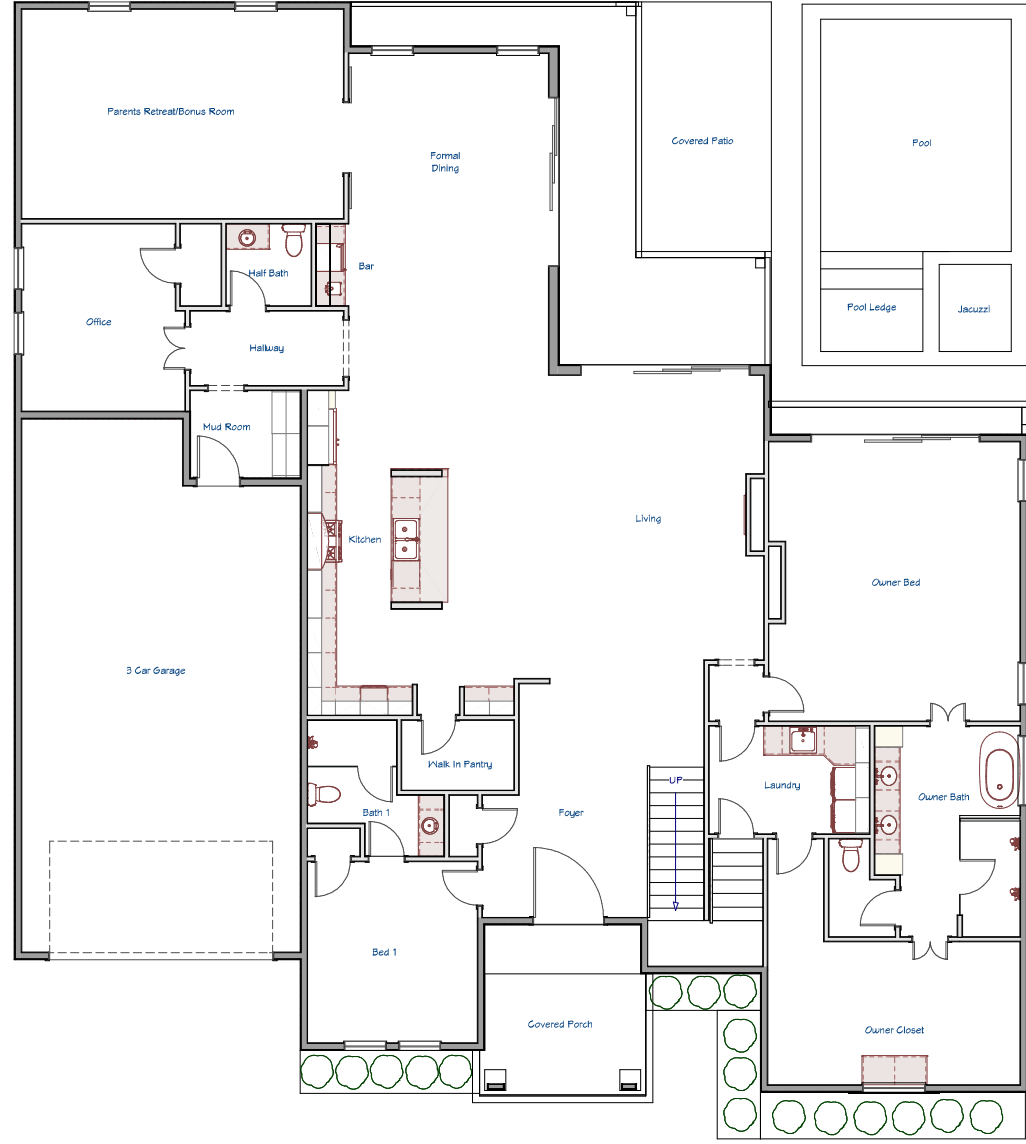 Parents Retreat/Bonus Room
Formal
Dining
Covered Patio
Pool
Half Bath
Bar
Office
Hallway
Pool Ledge
Jacuzzi
Mud Room
Kitchen
Living
Owner Bed
3 Car Garage
Walk In Pantry
UP
Laundry
Owner Bath
Bath 1
Foyer
Bed 1
Covered Porch
Owner Closet